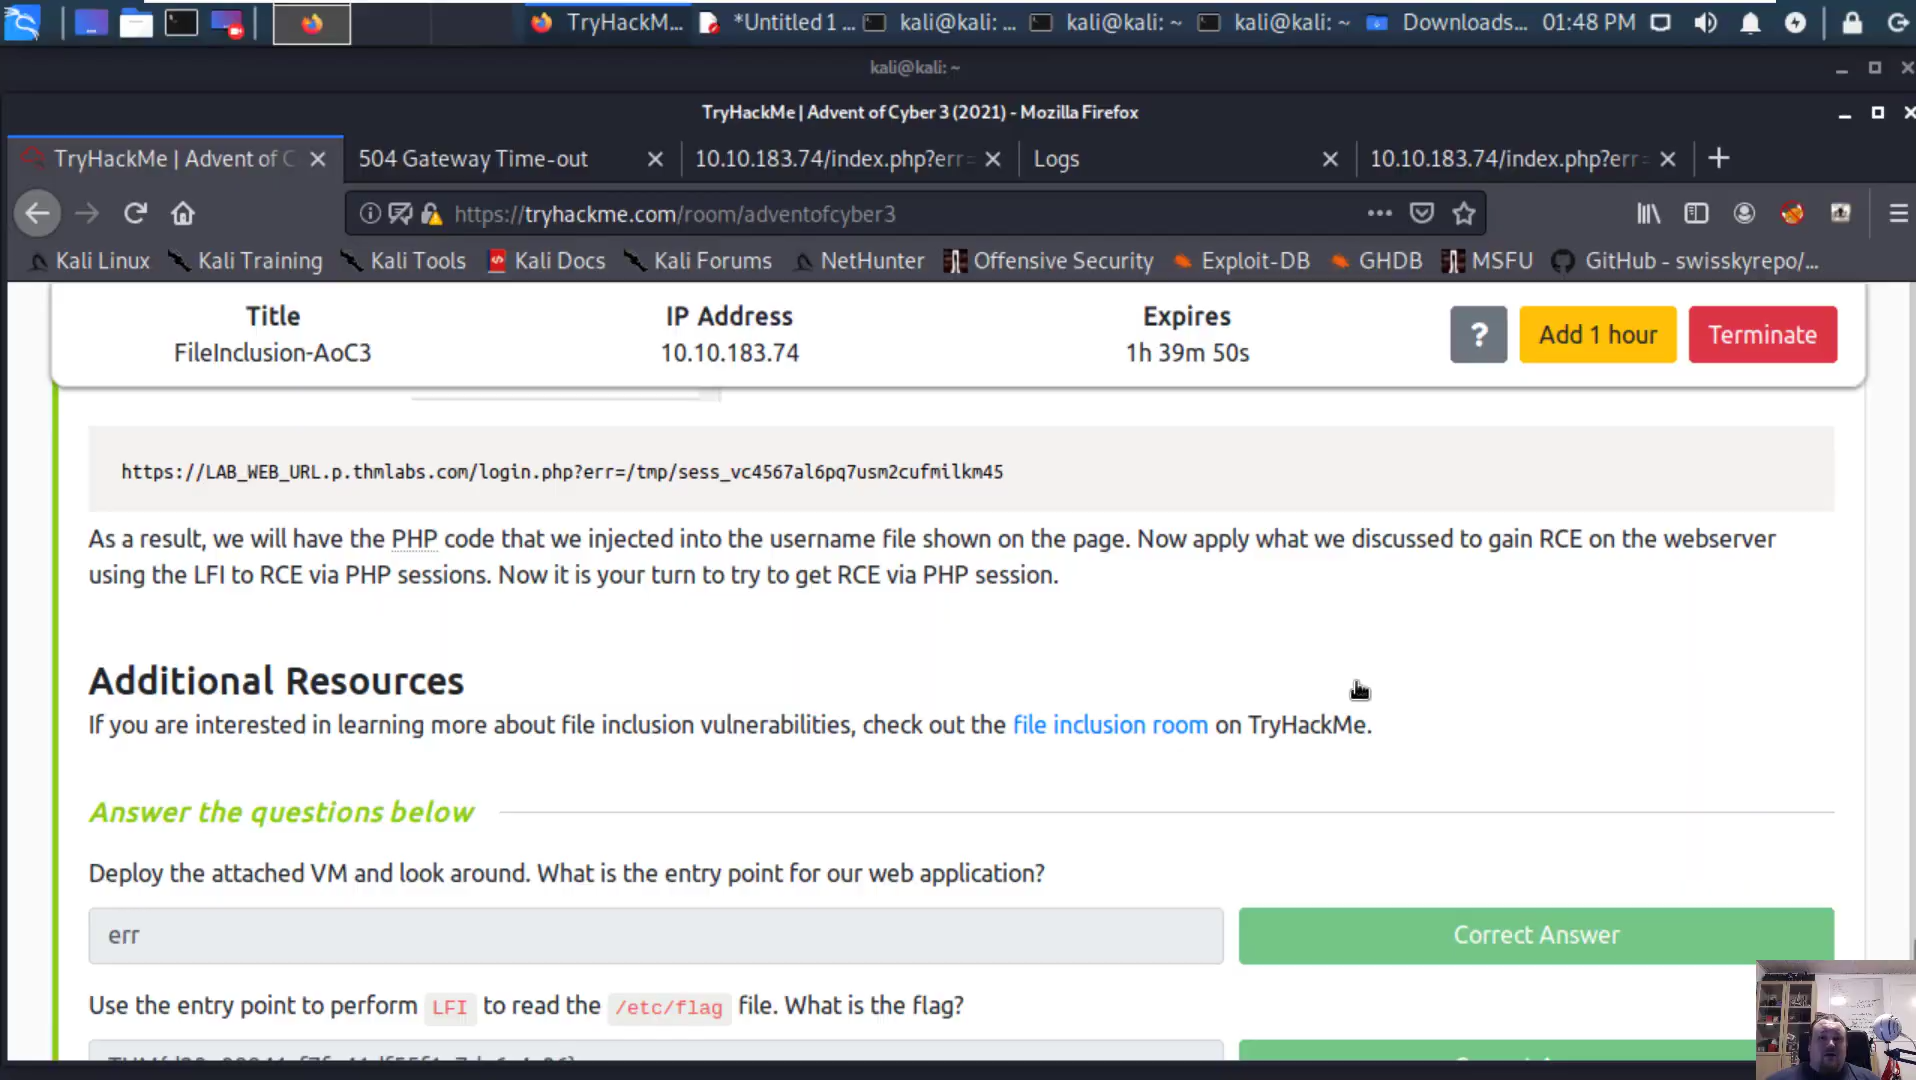 TryHackM...
*Untitled 1 ...
kali@kali: ...
kali@kali: ~
kali@kali: ~
Downloads...
01:48 PM
kali@kali: ~
TryHackMe | Advent of Cyber 3 (2021) - Mozilla Firefox
TryHackMe | Advent of C
504 Gateway Time-out
10.10.183.74/index.php?err=
Logs
10.10.183.74/index.php?err=
https://tryhackme.com/room/adventofcyber3
Kali Linux
Kali Training
Kali Tools
Kali Docs
Kali Forums
NetHunter
Offensive Security
Exploit-DB
GHDB
MSFU
GitHub - swisskyrepo/...
Title
IP Address
Expires
FileInclusion-AoC3
10.10.183.74
1h 39m 50s
?
Add 1 hour
Terminate
https://LAB_WEB_URL.p.thmlabs.com/login.php?err=/tmp/sess_vc4567al6pq7usm2cufmilkm45
As a result, we will have the PHP code that we injected into the username file shown on the page. Now apply what we discussed to gain RCE on the webserver
using the LFI to RCE via PHP sessions. Now it is your turn to try to get RCE via PHP session.
Additional Resources
If you are interested in learning more about file inclusion vulnerabilities, check out the file inclusion room on TryHackMe.
Answer the questions below
Deploy the attached VM and look around. What is the entry point for our web application?
err
Correct Answer
Use the entry point to perform LFI to read the /etc/flag file. What is the flag?